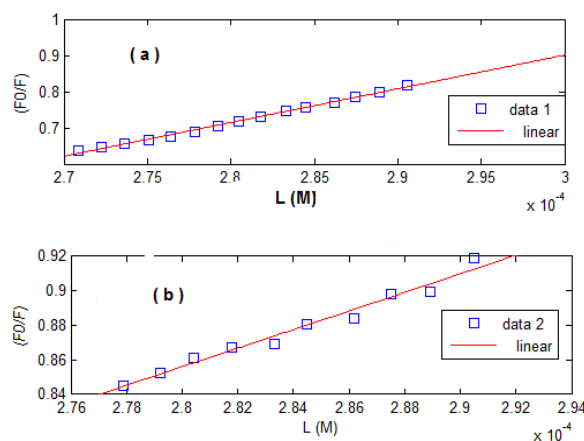 1
( a )
0.9
(F0/F)
0.8
0.7
data 1
linear
2.7 2.75 2.8 2.85 2.9 2.95 3
L (M)
x 10⁻⁴
0.92
( b )
0.9
(F0/F)
0.88
0.86
0.84
data 2
linear
2.76 2.78 2.8 2.82 2.84 2.86 2.88 2.9 2.92 2.94
L (M)
x 10⁻⁴